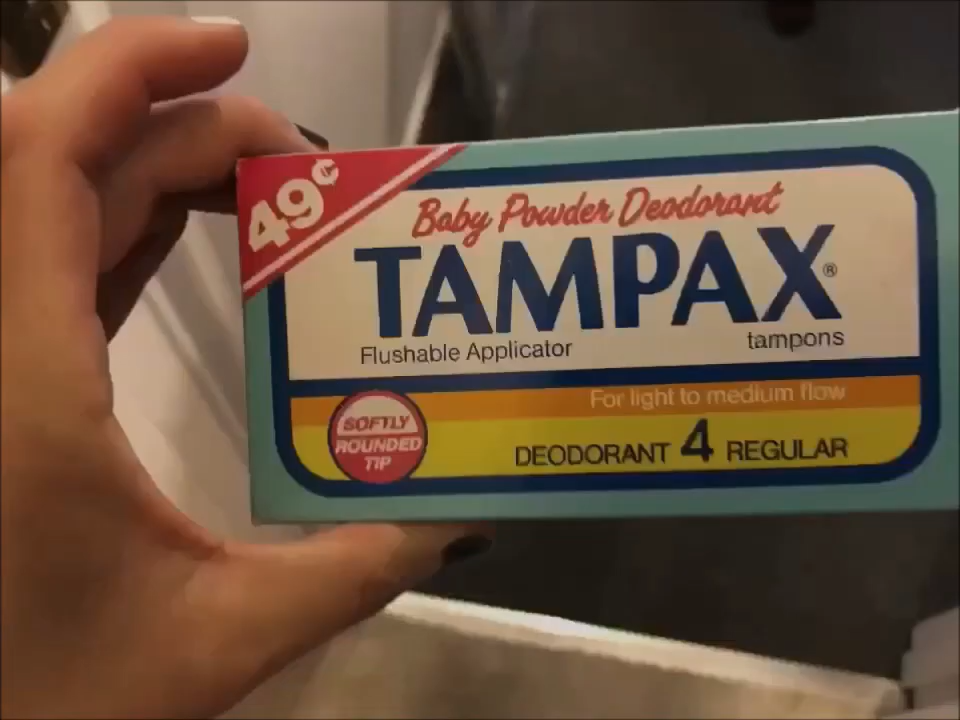 49¢
Baby Powder Deodorant
TAMPAX®
Flushable Applicator tampons
For light to medium flow
SOFTLY
ROUNDED
TIP
DEODORANT 4 REGULAR